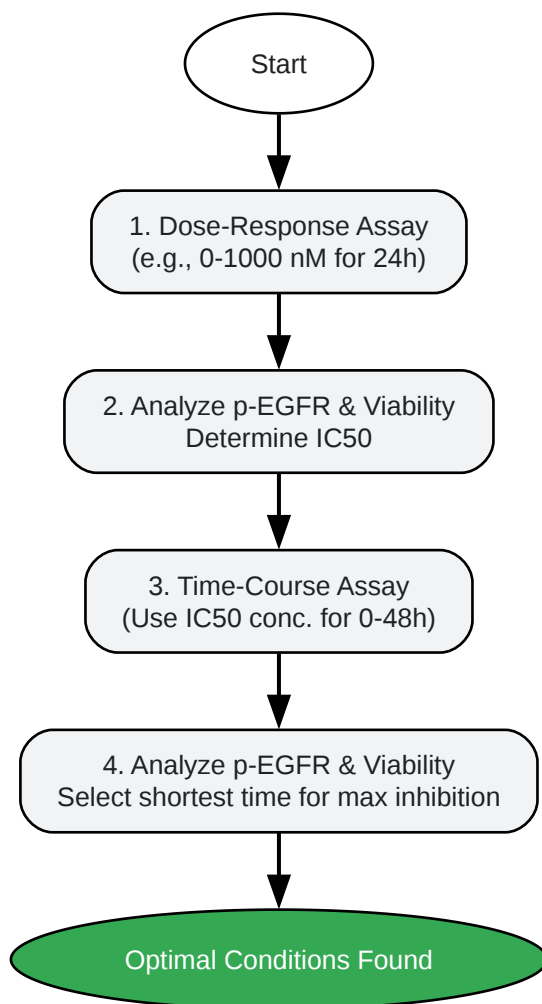 Start
1. Dose-Response Assay
(e.g., 0-1000 nM for 24h)
2. Analyze p-EGFR & Viability
Determine IC50
3. Time-Course Assay
(Use IC50 conc. for 0-48h)
4. Analyze p-EGFR & Viability
Select shortest time for max inhibition
Optimal Conditions Found